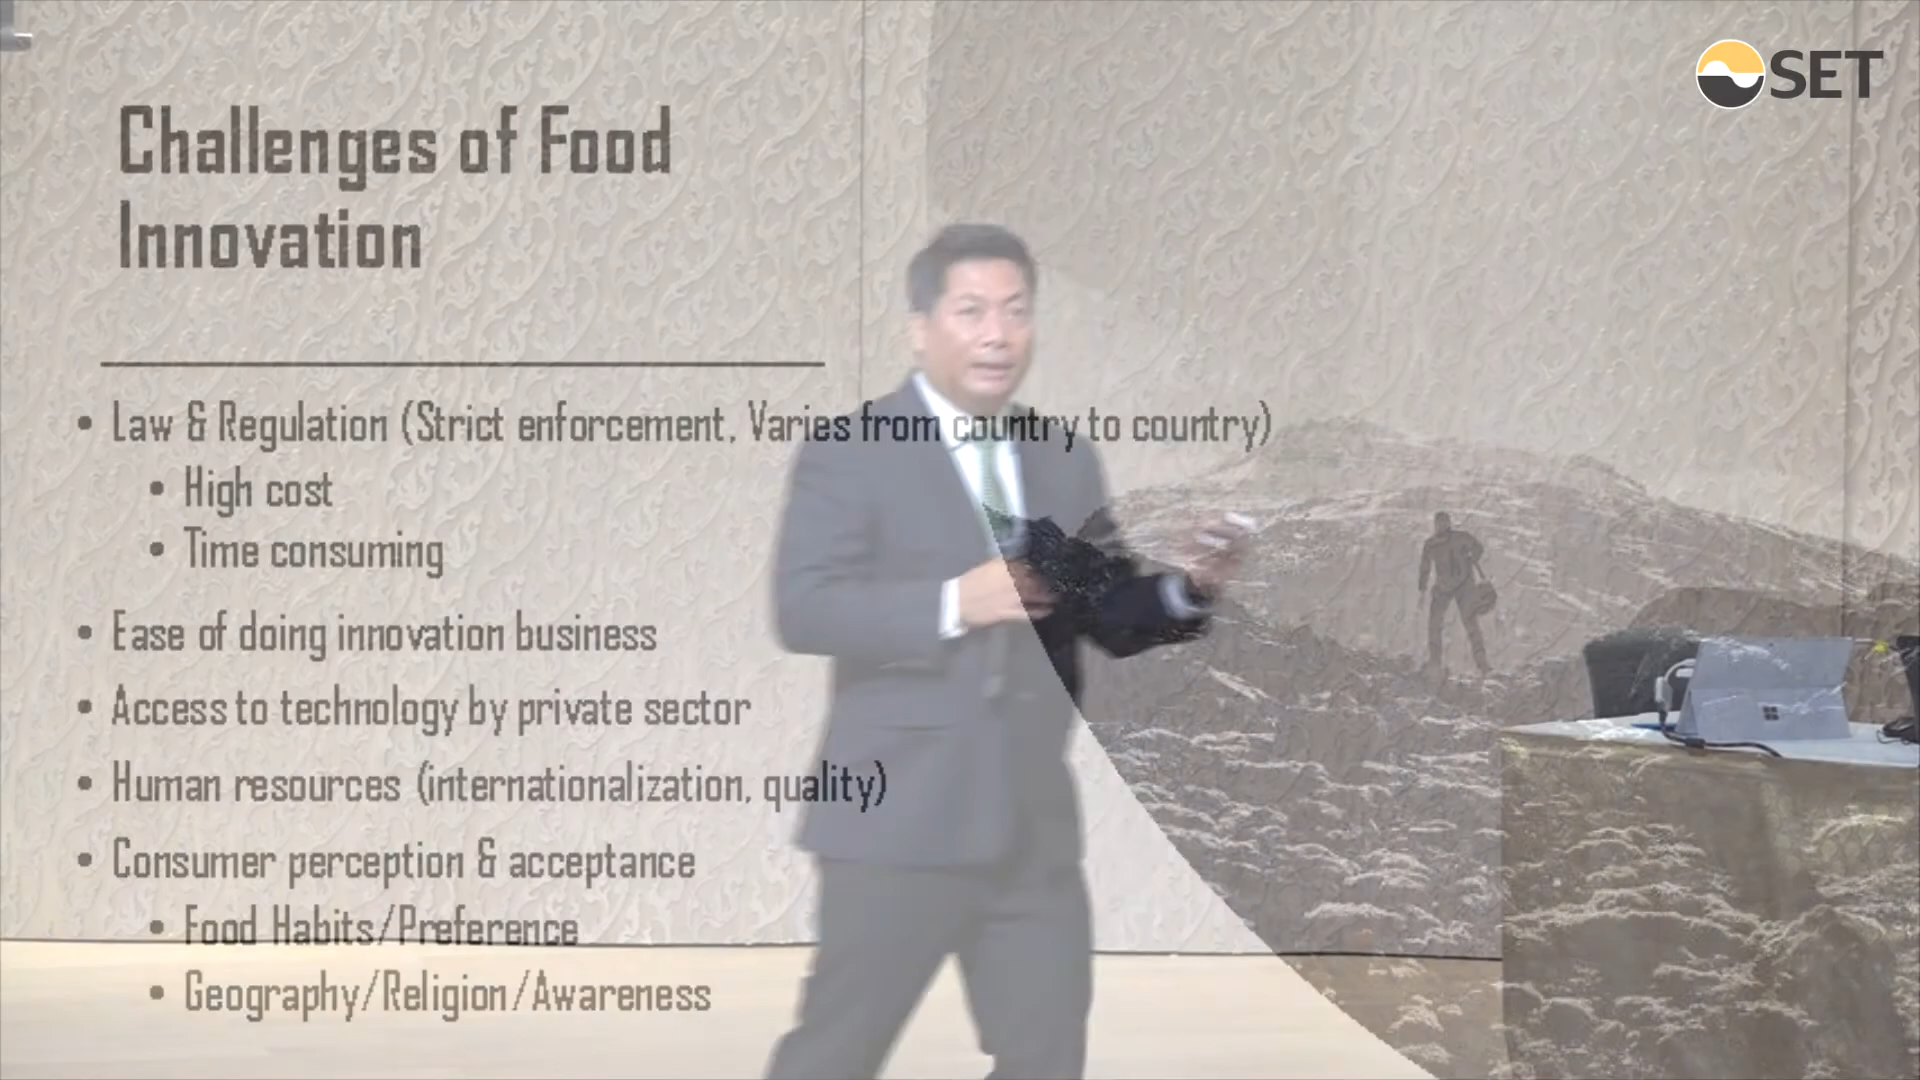 SET
Challenges of Food
Innovation
• Law & Regulation (Strict enforcement, Varies from country to country)
• High cost
• Time consuming
• Ease of doing innovation business
• Access to technology by private sector
• Human resources (internationalization, quality)
• Consumer perception & acceptance
• Food Habits/Preference
• Geography/Religion/Awareness